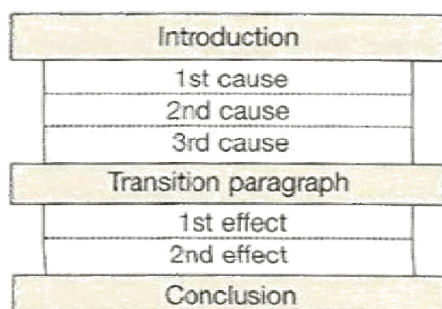 Introduction
1st cause
2nd cause
3rd cause
Transition paragraph
1st effect
2nd effect
Conclusion